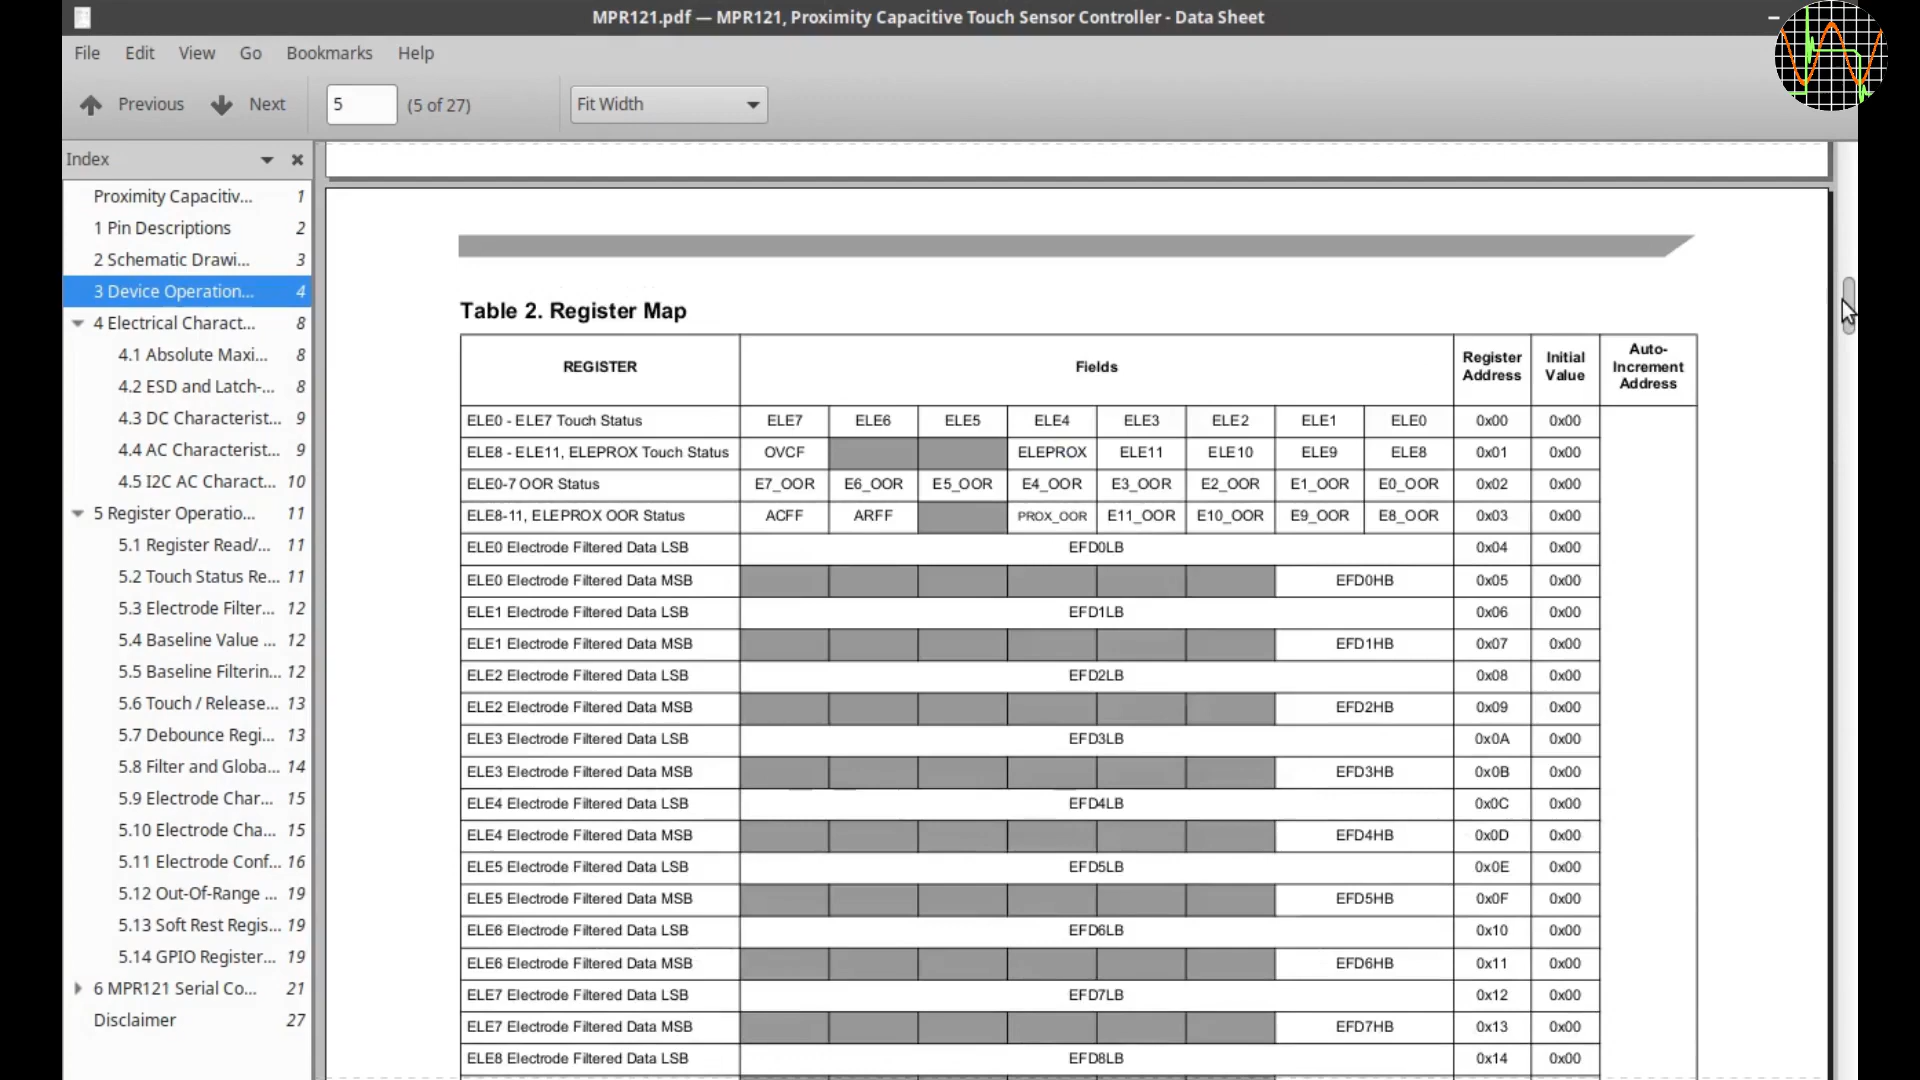 MPR121.pdf — MPR121, Proximity Capacitive Touch Sensor Controller - Data Sheet
File Edit View Go Bookmarks Help
Previous Next 5 (5 of 27) Fit Width
Index
Proximity Capacitiv... 1
1 Pin Descriptions 2
2 Schematic Drawi... 3
3 Device Operation... 4
4 Electrical Charact... 8
4.1 Absolute Maxi... 8
4.2 ESD and Latch-... 8
4.3 DC Characterist... 9
4.4 AC Characterist... 9
4.5 I2C AC Charact... 10
5 Register Operatio... 11
5.1 Register Read/... 11
5.2 Touch Status Re... 11
5.3 Electrode Filter... 12
5.4 Baseline Value ... 12
5.5 Baseline Filterin... 12
5.6 Touch / Release... 13
5.7 Debounce Regi... 13
5.8 Filter and Globa... 14
5.9 Electrode Char... 15
5.10 Electrode Cha... 15
5.11 Electrode Conf... 16
5.12 Out-Of-Range ... 19
5.13 Soft Rest Regis... 19
5.14 GPIO Register... 19
6 MPR121 Serial Co... 21
Disclaimer 27
Table 2. Register Map
REGISTER Fields Register Address Initial Value Auto-Increment Address
ELE0 - ELE7 Touch Status ELE7 ELE6 ELE5 ELE4 ELE3 ELE2 ELE1 ELE0 0x00 0x00
ELE8 - ELE11, ELEPROX Touch Status OVCF ELEPROX ELE11 ELE10 ELE9 ELE8 0x01 0x00
ELE0-7 OOR Status E7_OOR E6_OOR E5_OOR E4_OOR E3_OOR E2_OOR E1_OOR E0_OOR 0x02 0x00
ELE8-11, ELEPROX OOR Status ACFF ARFF PROX_OOR E11_OOR E10_OOR E9_OOR E8_OOR 0x03 0x00
ELE0 Electrode Filtered Data LSB EFD0LB 0x04 0x00
ELE0 Electrode Filtered Data MSB EFD0HB 0x05 0x00
ELE1 Electrode Filtered Data LSB EFD1LB 0x06 0x00
ELE1 Electrode Filtered Data MSB EFD1HB 0x07 0x00
ELE2 Electrode Filtered Data LSB EFD2LB 0x08 0x00
ELE2 Electrode Filtered Data MSB EFD2HB 0x09 0x00
ELE3 Electrode Filtered Data LSB EFD3LB 0x0A 0x00
ELE3 Electrode Filtered Data MSB EFD3HB 0x0B 0x00
ELE4 Electrode Filtered Data LSB EFD4LB 0x0C 0x00
ELE4 Electrode Filtered Data MSB EFD4HB 0x0D 0x00
ELE5 Electrode Filtered Data LSB EFD5LB 0x0E 0x00
ELE5 Electrode Filtered Data MSB EFD5HB 0x0F 0x00
ELE6 Electrode Filtered Data LSB EFD6LB 0x10 0x00
ELE6 Electrode Filtered Data MSB EFD6HB 0x11 0x00
ELE7 Electrode Filtered Data LSB EFD7LB 0x12 0x00
ELE7 Electrode Filtered Data MSB EFD7HB 0x13 0x00
ELE8 Electrode Filtered Data LSB EFD8LB 0x14 0x00